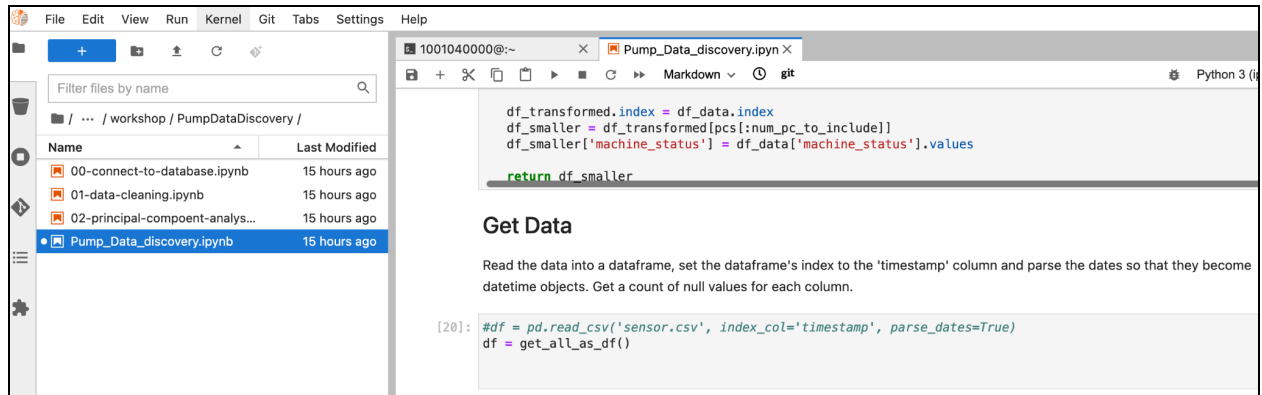 File Edit View Run Kernel Git Tabs Settings Help
+
Filter files by name
/ ··· / workshop / PumpDataDiscovery /
Name Last Modified
00-connect-to-database.ipynb 15 hours ago
01-data-cleaning.ipynb 15 hours ago
02-principal-compoent-analys... 15 hours ago
Pump_Data_discovery.ipynb 15 hours ago
1001040000@:~ Pump_Data_discovery.ipyn
Markdown git Python 3 (i
df_transformed.index = df_data.index
df_smaller = df_transformed[pcs[:num_pc_to_include]]
df_smaller['machine_status'] = df_data['machine_status'].values
return df_smaller
Get Data
Read the data into a dataframe, set the dataframe's index to the 'timestamp' column and parse the dates so that they become
datetime objects. Get a count of null values for each column.
[20]: #df = pd.read_csv('sensor.csv', index_col='timestamp', parse_dates=True)
df = get_all_as_df()